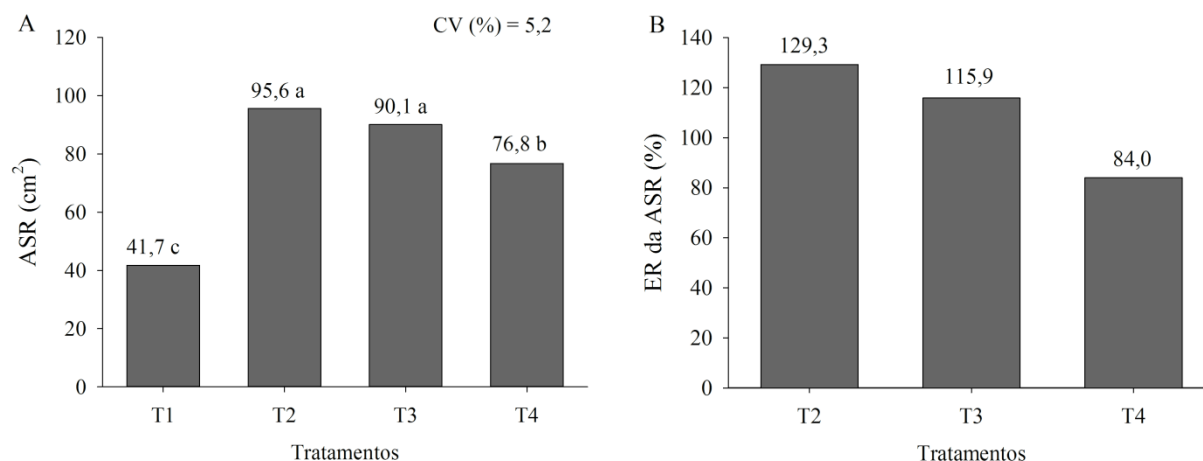 A
CV (%) = 5,2
ASR (cm²)
120
100
80
60
40
20
0
41,7 c
95,6 a
90,1 a
76,8 b
T1
T2
T3
T4
Tratamentos
B
ER da ASR (%)
140
120
100
80
60
40
20
0
129,3
115,9
84,0
T2
T3
T4
Tratamentos